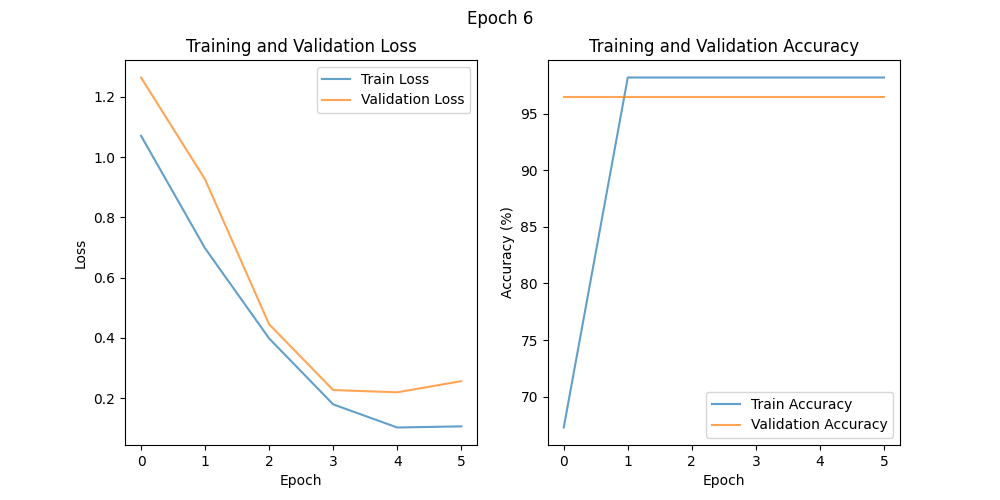 Epoch 6
Training and Validation Loss
Train Loss
Validation Loss
1.2
1.0
0.8
0.6
0.4
0.2
Loss
0 1 2 3 4 5
Epoch
Training and Validation Accuracy
95
90
85
80
75
70
Accuracy (%)
Train Accuracy
Validation Accuracy
0 1 2 3 4 5
Epoch